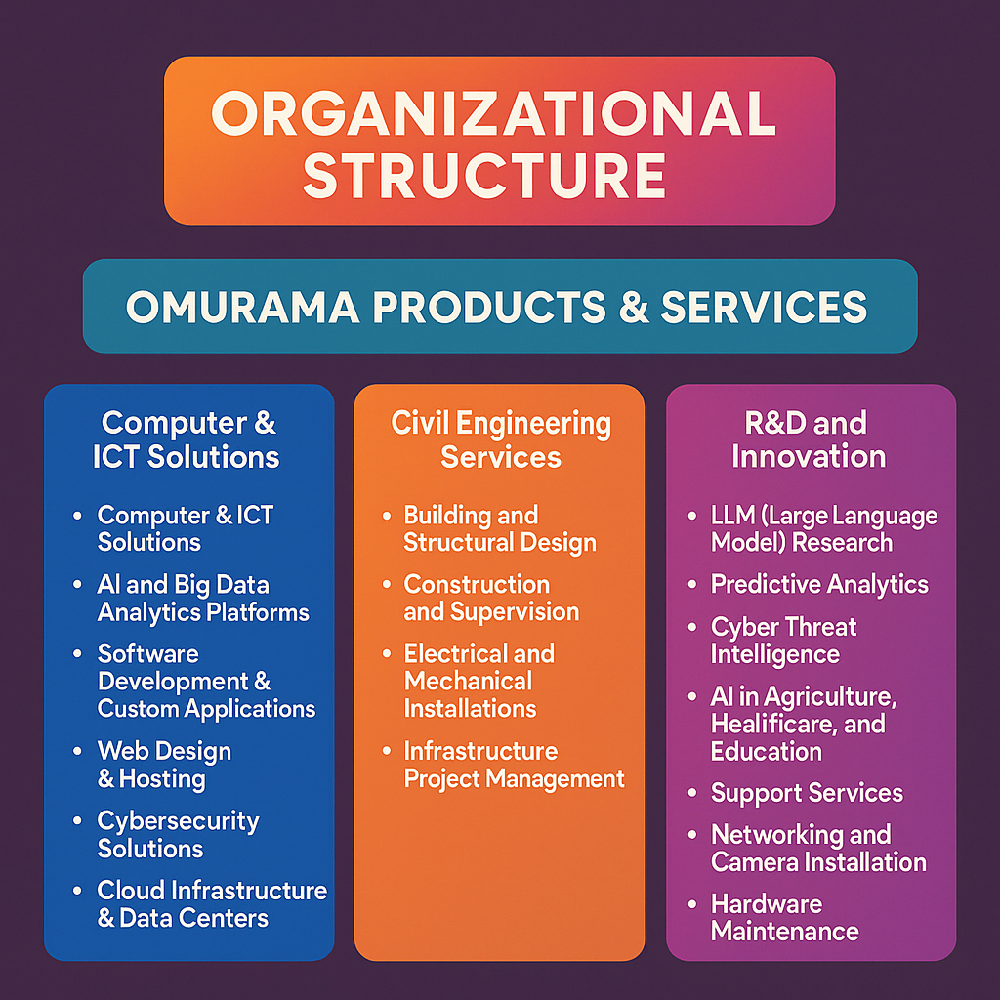 ORGANIZATIONAL
STRUCTURE
OMURAMA PRODUCTS & SERVICES
Computer &
ICT Solutions
• Computer & ICT
Solutions
• AI and Big Data
Analytics Platforms
• Software
Development &
Custom Applications
• Web Design
& Hosting
• Cybersecurity
Solutions
• Cloud Infrastructure
& Data Centers
Civil Engineering
Services
• Building and
Structural Design
• Construction
and Supervision
• Electrical and
Mechanical
Installations
• Infrastructure
Project Management
R&D and
Innovation
• LLM (Large Language
Model) Research
• Predictive Analytics
• Cyber Threat
Intelligence
• AI in Agriculture,
Healificare, and
Education
• Support Services
• Networking and
Camera Installation
• Hardware
Maintenance